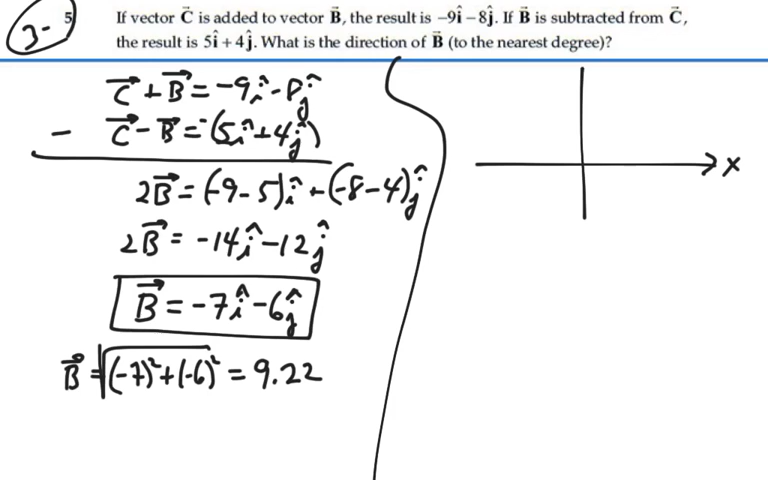 3- 5
If vector C⃗ is added to vector B⃗, the result is −9î − 8ĵ. If B⃗ is subtracted from C⃗,
the result is 5î + 4ĵ. What is the direction of B⃗ (to the nearest degree)?
C⃗ + B⃗ = -9î - 8ĵ
− C⃗ - B⃗ = -(5î + 4ĵ)
2B⃗ = (-9 - 5)î + (-8 - 4)ĵ
2B⃗ = -14î - 12ĵ
B⃗ = -7î - 6ĵ
B⃗ = √(-7)² + (-6)² = 9.22
x